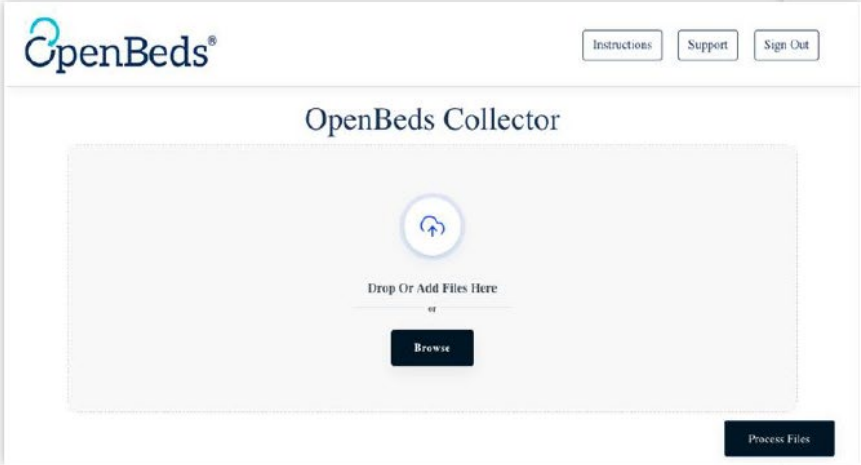 OpenBeds®
Instructions Support Sign Out
OpenBeds Collector
Drop Or Add Files Here
or
Browse
Process Files